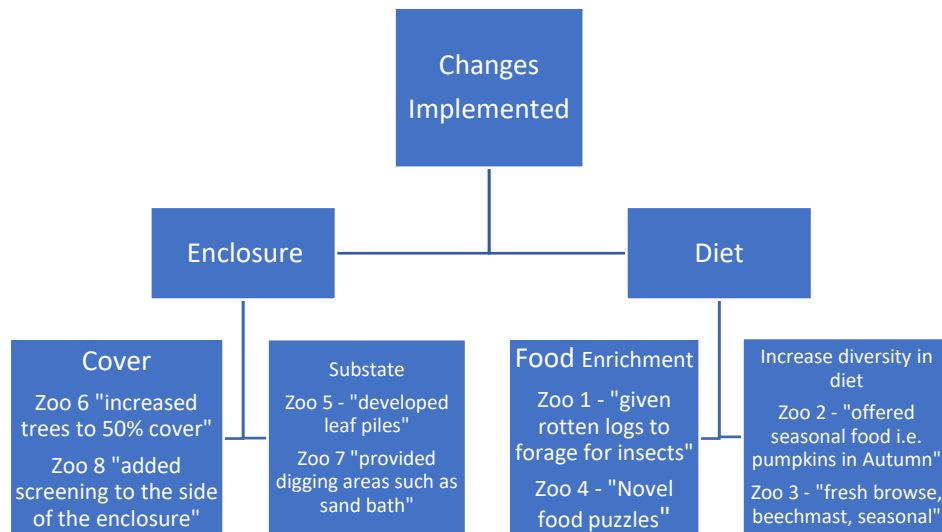 Changes
Implemented
Enclosure
Diet
Cover
Zoo 6 "increased
trees to 50% cover"
Zoo 8 "added
screening to the side
of the enclosure"
Substate
Zoo 5 - "developed
leaf piles"
Zoo 7 "provided
digging areas such as
sand bath"
Food Enrichment
Zoo 1 - "given
rotten logs to
forage for insects"
Zoo 4 - "Novel
food puzzles"
Increase diversity in
diet
Zoo 2 - "offered
seasonal food i.e.
pumpkins in Autumn"
Zoo 3 - "fresh browse,
beechmast, seasonal"